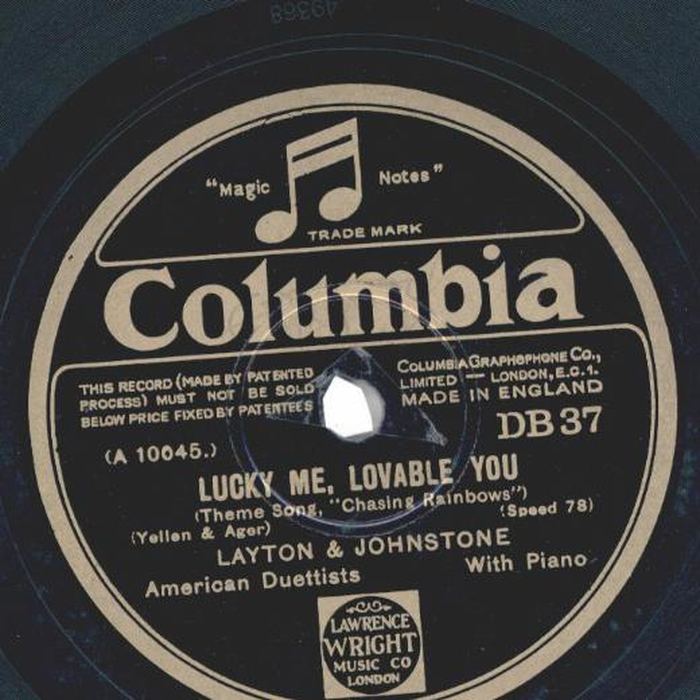 49368
"Magic Notes"
TRADE MARK
Columbia
THIS RECORD (MADE BY PATENTED
PROCESS) MUST NOT BE SOLD
BELOW PRICE FIXED BY PATENTEES
COLUMBIA GRAPHOPHONE CO.,
LIMITED — LONDON, E.C.1.
MADE IN ENGLAND
DB 37
(A 10045.)
LUCKY ME, LOVABLE YOU
(Theme Song, "Chasing Rainbows")
(Speed 78)
(Yellen & Ager)
LAYTON & JOHNSTONE
American Duettists
With Piano
LAWRENCE
WRIGHT
MUSIC CO
LONDON